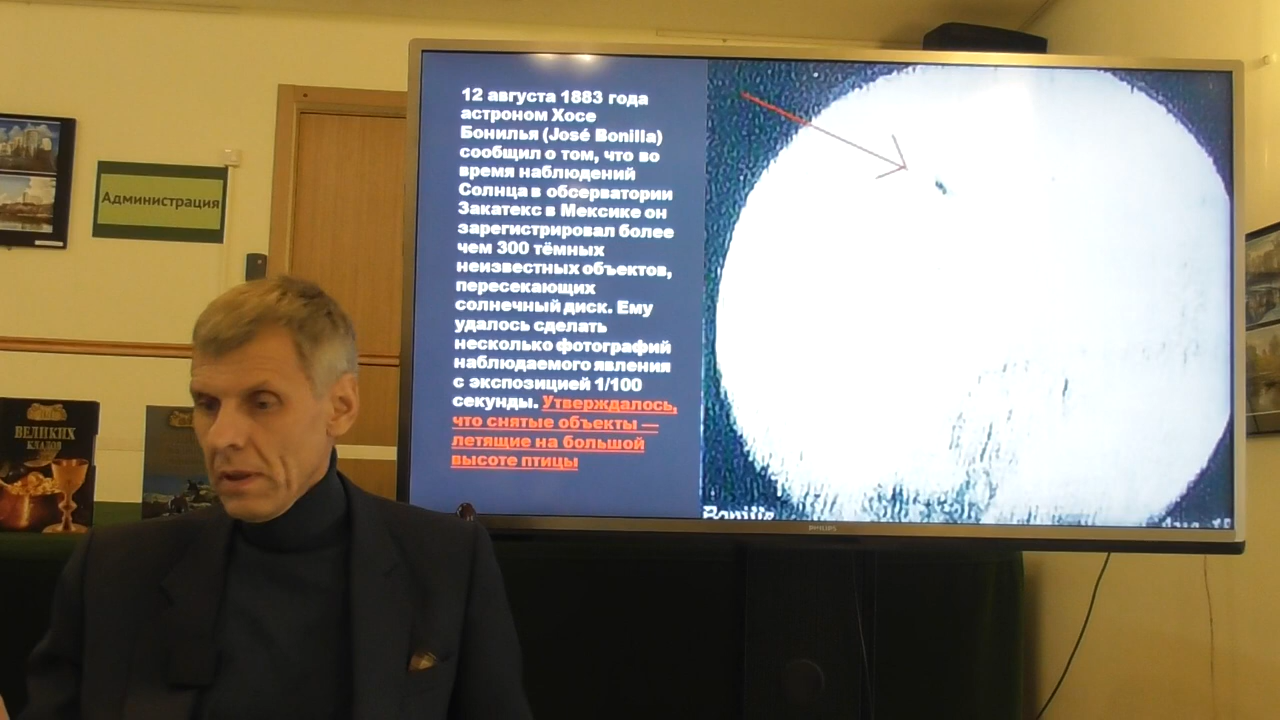 12 августа 1883 года
астроном Хосе
Бонилья (José Bonilla)
сообщил о том, что во
время наблюдений
Солнца в обсерватории
Закатекс в Мексике он
зарегистрировал более
чем 300 тёмных
неизвестных объектов,
пересекающих
солнечный диск. Ему
удалось сделать
несколько фотографий
наблюдаемого явления
с экспозицией 1/100
секунды. Утверждалось,
что снятые объекты —
летящие на большой
высоте птицы
Администрация
ВЕЛИКИХ
КЛАДОВ
Bonilla
PHILIPS